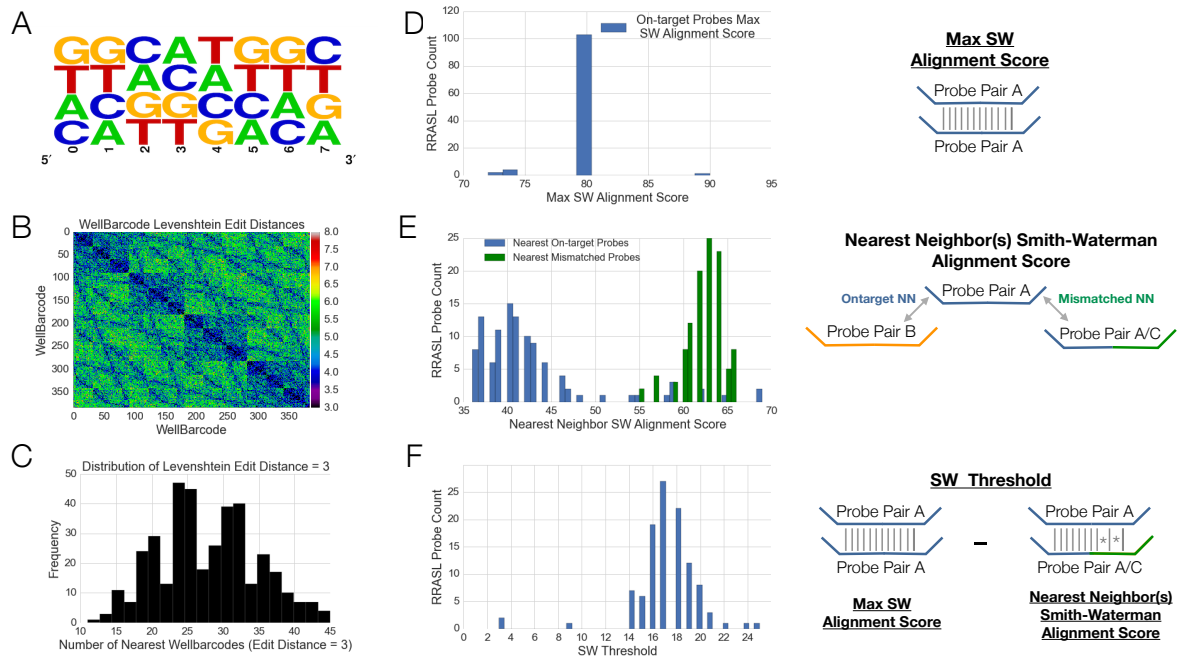 A
GGCATGGC
TTACATTT
ACGGCCAG
CATTGACA
5′ 0 1 2 3 4 5 6 7 3′
B
WellBarcode Levenshtein Edit Distances
WellBarcode
0
50
100
150
200
250
300
350
0 50 100 150 200 250 300 350
WellBarcode
8.0
7.5
7.0
6.5
6.0
5.5
5.0
4.5
4.0
3.5
3.0
C
Distribution of Levenshtein Edit Distance = 3
Frequency
50
40
30
20
10
0
10 15 20 25 30 35 40 45
Number of Nearest Wellbarcodes (Edit Distance = 3)
D
RRASL Probe Count
120
100
80
60
40
20
0
On-target Probes Max
SW Alignment Score
70 75 80 85 90 95
Max SW Alignment Score
Max SW
Alignment Score
Probe Pair A
Probe Pair A
E
RRASL Probe Count
25
20
15
10
5
0
Nearest On-target Probes
Nearest Mismatched Probes
35 40 45 50 55 60 65 70
Nearest Neighbor SW Alignment Score
Nearest Neighbor(s) Smith-Waterman
Alignment Score
Probe Pair A
Ontarget NN
Mismatched NN
Probe Pair B
Probe Pair A/C
F
RRASL Probe Count
25
20
15
10
5
0
0 2 4 6 8 10 12 14 16 18 20 22 24
SW Threshold
SW Threshold
Probe Pair A
Probe Pair A
–
Probe Pair A
* *
Probe Pair A/C
Max SW
Alignment Score
Nearest Neighbor(s)
Smith-Waterman
Alignment Score